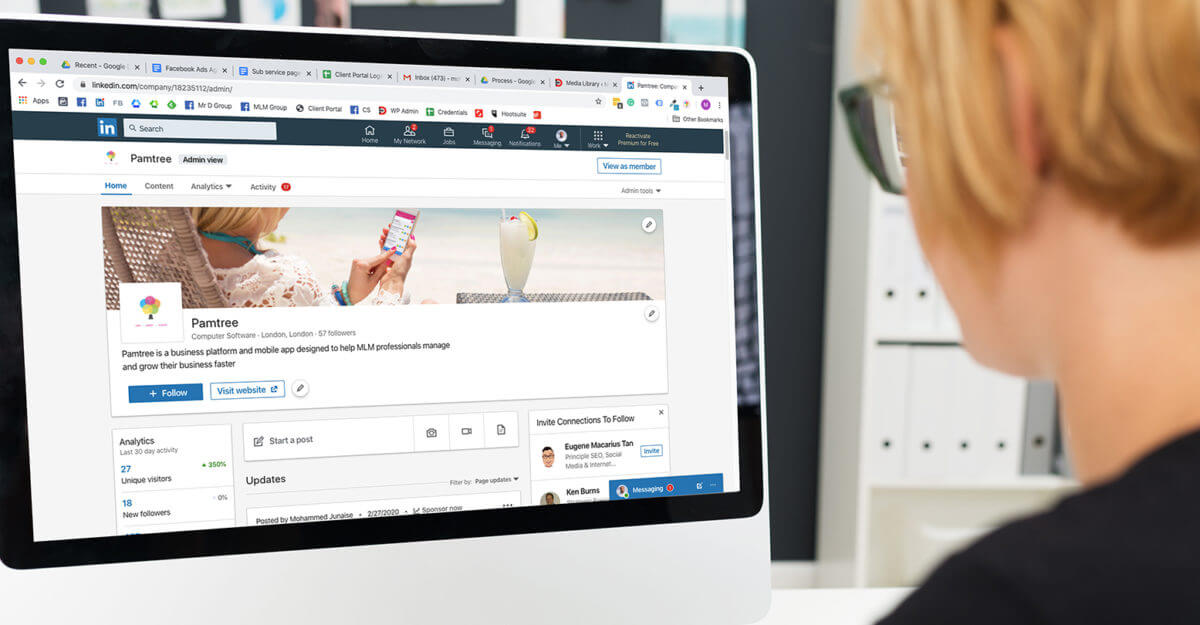 Recent - Google
Facebook Ads
Sub service page
Client Portal Log
Inbox (43)
Process - Google
Media Library
Pamtree: Comp
linkedin.com/company/18235112/admin/
Apps
FB
Mr D Group
MLM Group
Client Portal
CS
WP Admin
Credentials
Hootsuite
Other Bookmarks
in
Search
Home
My Network
Jobs
Messaging
Notifications
Me
Work
Reactivate
Premium for Free
Pamtree
Admin view
View as member
Home
Content
Analytics
Activity
Admin tools
Pamtree
Computer Software · London, London · 57 followers
Pamtree is a business platform and mobile app designed to help MLM professionals manage
and grow their business faster
+ Follow
Visit website
Analytics
Last 30 day activity
27
350%
Unique visitors
18
0%
New followers
Start a post
Updates
Filter by: Page updates
Posted by Mohammed Junaise • 2/27/2020 • Sponsor now
Invite Connections To Follow
Eugene Macarius Tan
Principle SEO, Social
Media & Internet...
Invite
Ken Burns
Messaging